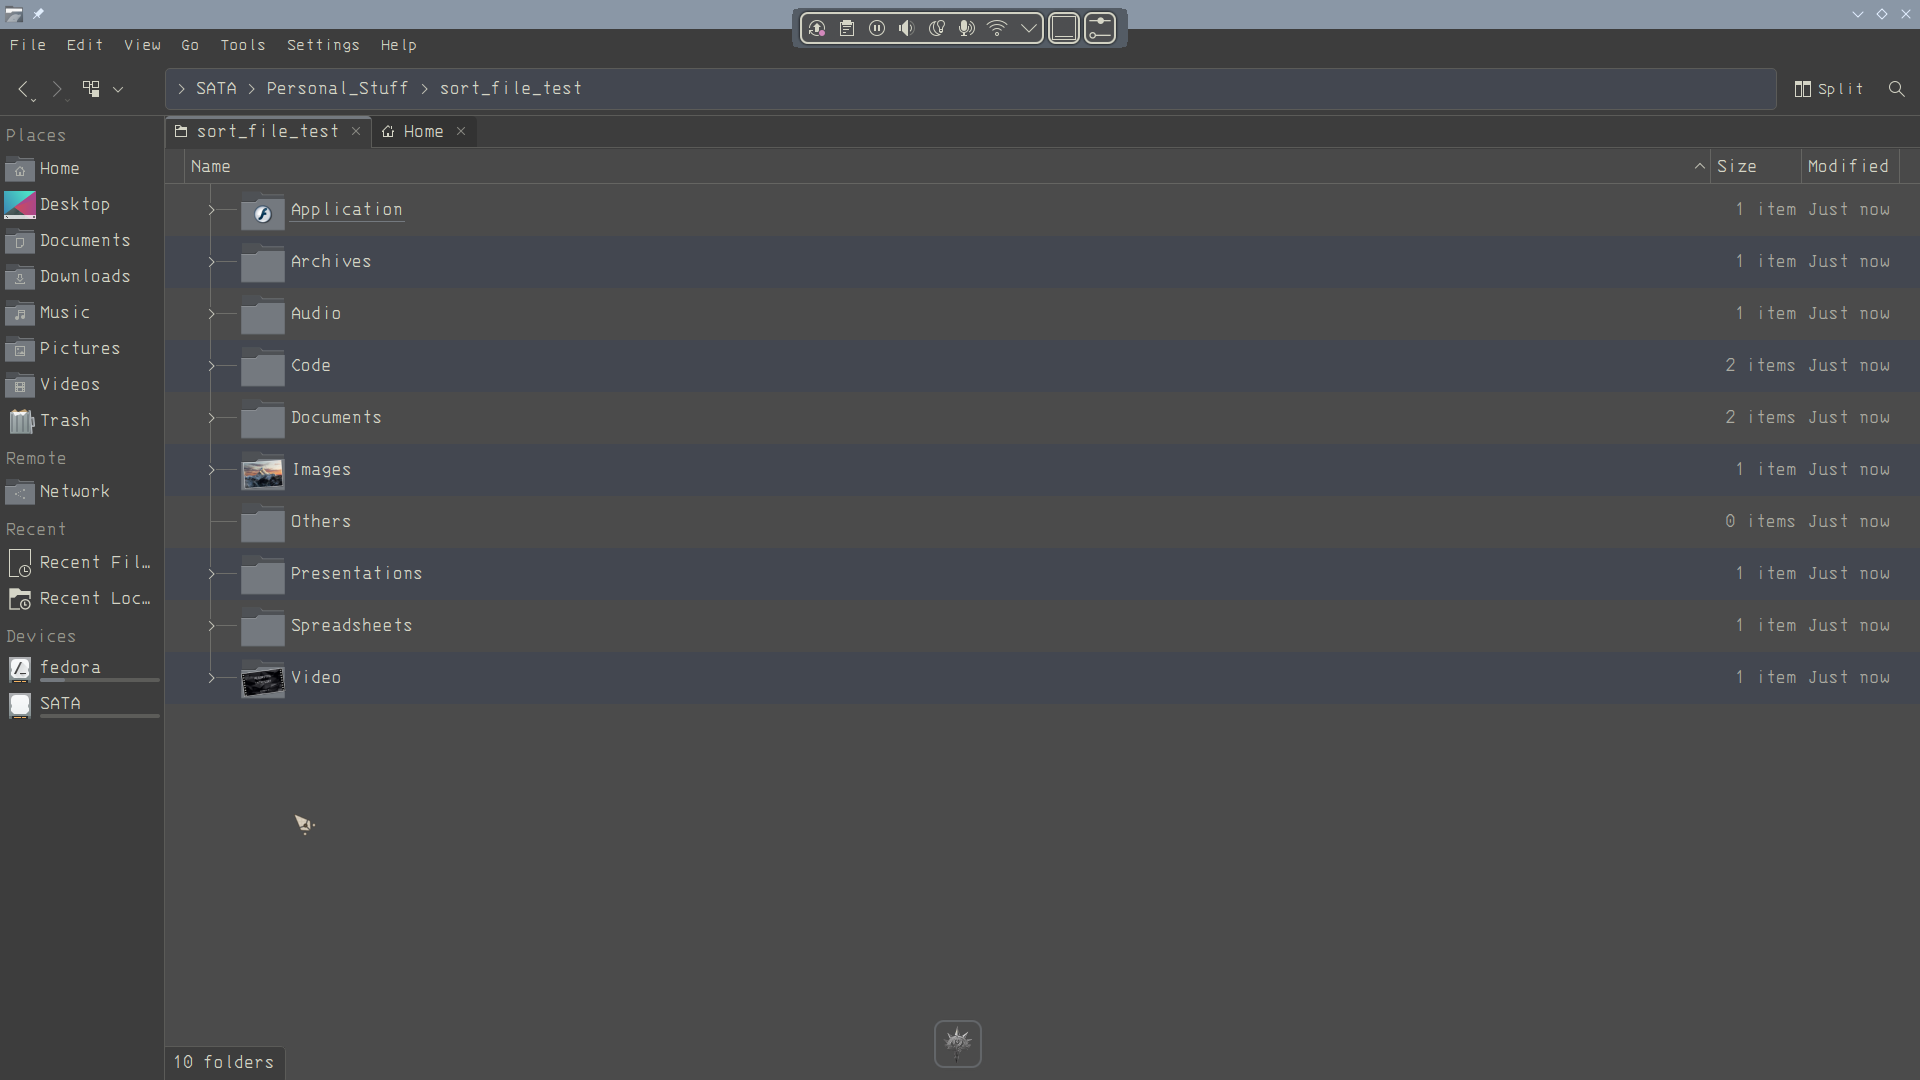 File Edit View Go Tools Settings Help
SATA Personal_Stuff sort_file_test Split
sort_file_test Home
Name Size Modified
Places
Home
Desktop
Documents
Downloads
Music
Pictures
Videos
Trash
Remote
Network
Recent
Recent Fil…
Recent Loc…
Devices
fedora
SATA
Application 1 item Just now
Archives 1 item Just now
Audio 1 item Just now
Code 2 items Just now
Documents 2 items Just now
Images 1 item Just now
Others 0 items Just now
Presentations 1 item Just now
Spreadsheets 1 item Just now
Video 1 item Just now
10 folders